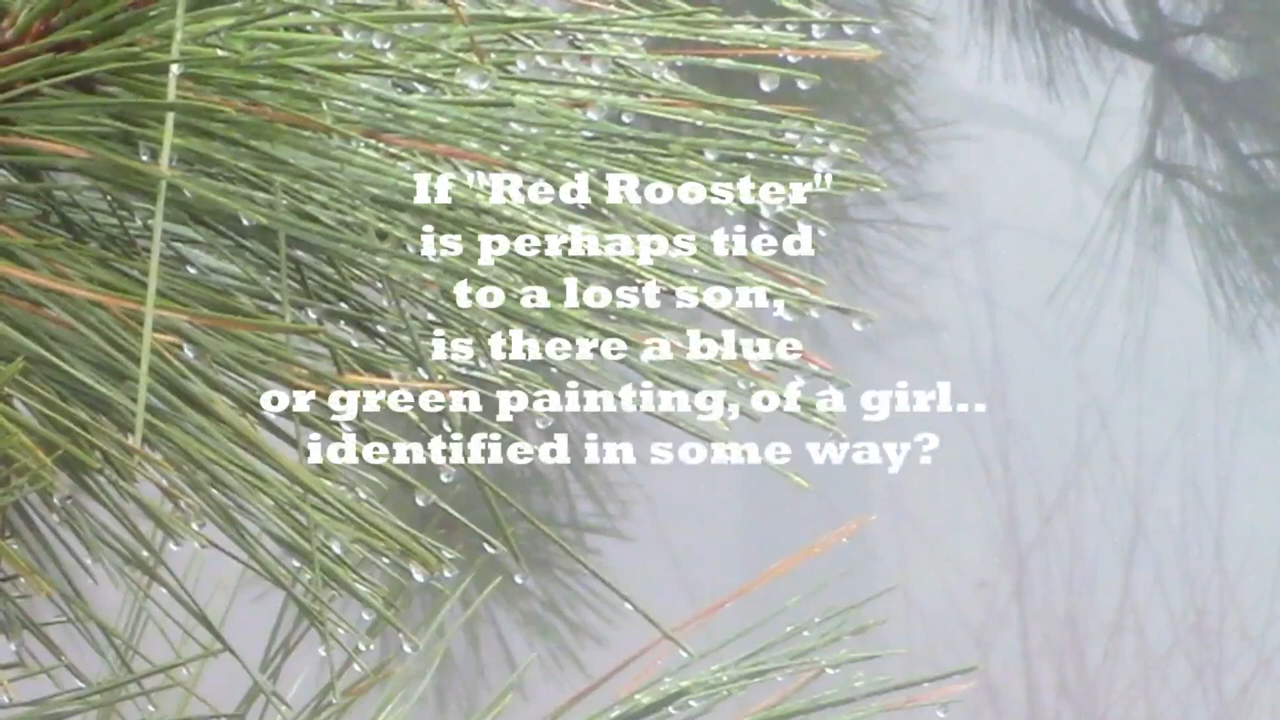 If "Red Rooster"
is perhaps tied
to a lost son,
is there a blue
or green painting, of a girl..
identified in some way?